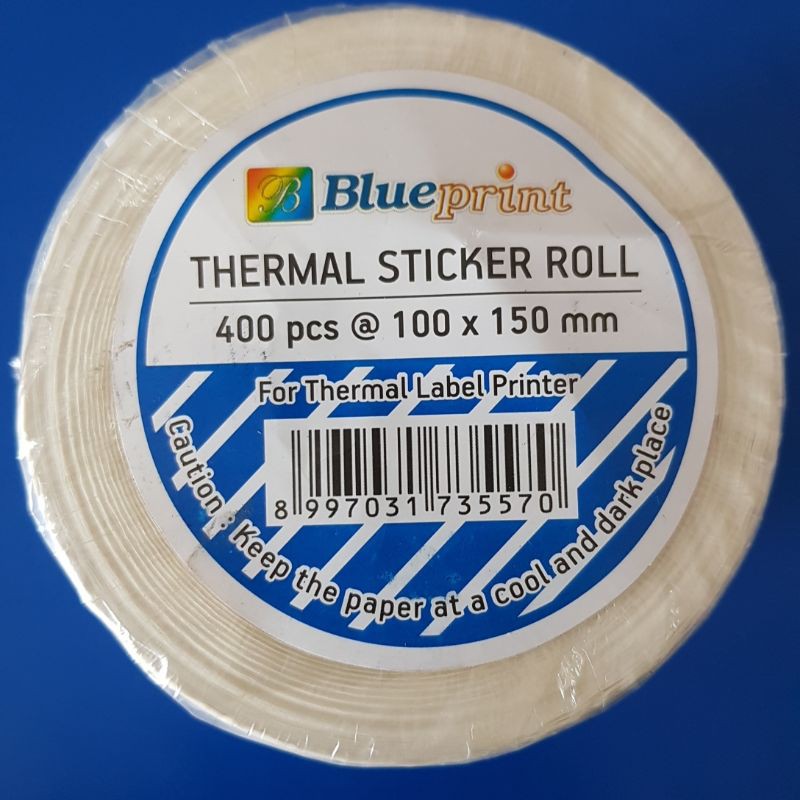 B Blueprint
THERMAL STICKER ROLL
400 pcs @ 100 x 150 mm
For Thermal Label Printer
8 997031 735570
Caution : Keep the paper at a cool and dark place